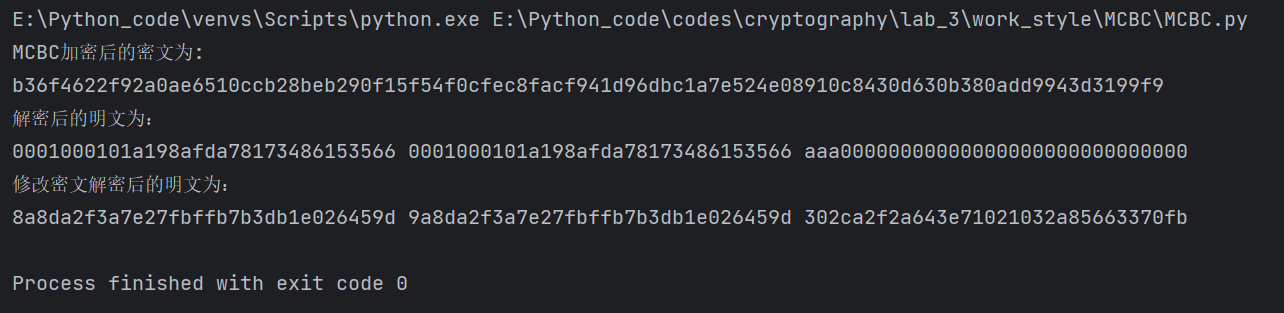 E:\Python_code\venvs\Scripts\python.exe E:\Python_code\codes\cryptography\lab_3\work_style\MCBC\MCBC.py
MCBC加密后的密文为:
b36f4622f92a0ae6510ccb28beb290f15f54f0cfec8facf941d96dbc1a7e524e08910c8430d630b380add9943d3199f9
解密后的明文为:
0001000101a198afda78173486153566 0001000101a198afda78173486153566 aaa00000000000000000000000000000
修改密文解密后的明文为:
8a8da2f3a7e27fbffb7b3db1e026459d 9a8da2f3a7e27fbffb7b3db1e026459d 302ca2f2a643e71021032a85663370fb
Process finished with exit code 0